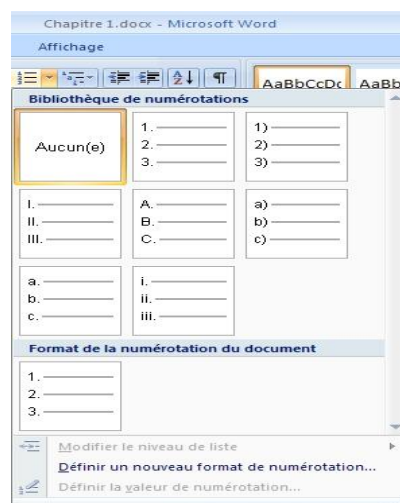 Chapitre 1.docx - Microsoft Word
Affichage
AaBbCcDc AaBb
Bibliothèque de numérotations
Aucun(e)
1.
2.
3.
1)
2)
3)
I.
II.
III.
A.
B.
C.
a)
b)
c)
a.
b.
c.
i.
ii.
iii.
Format de la numérotation du document
1.
2.
3.
Modifier le niveau de liste
Définir un nouveau format de numérotation...
Définir la valeur de numérotation...